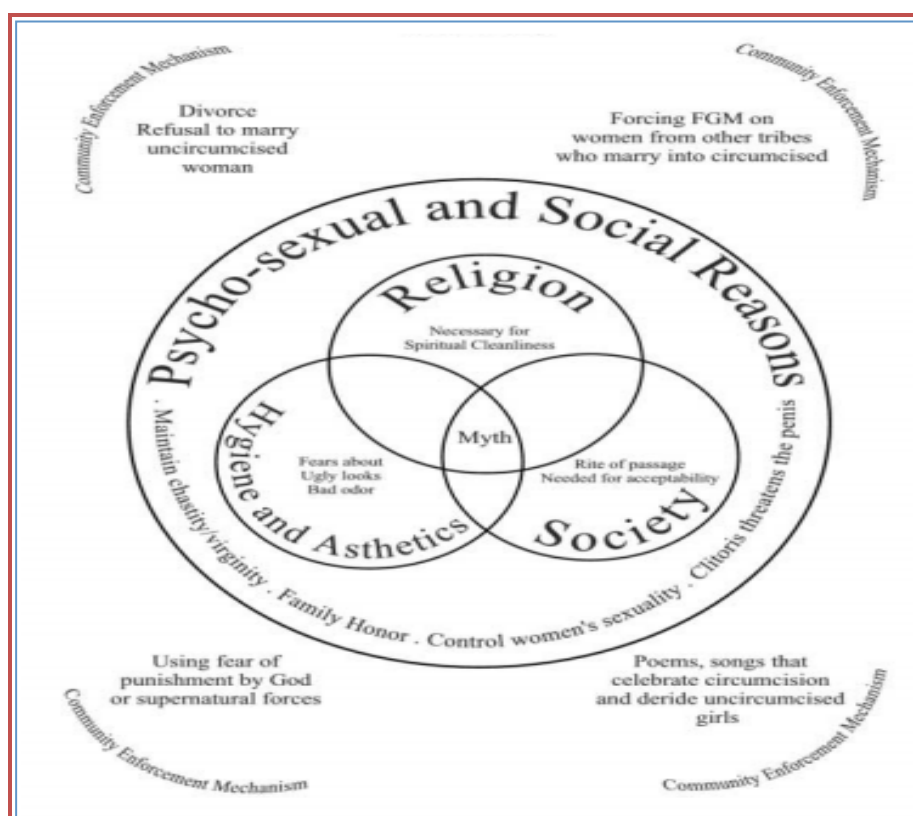 Community Enforcement Mechanism
Divorce
Refusal to marry
uncircumcised
woman
Community Enforcement Mechanism
Forcing FGM on
women from other tribes
who marry into circumcised
Psycho-sexual and Social Reasons
Religion
Necessary for
Spiritual Cleanliness
Myth
Hygiene and Asthetics
Fears about
Ugly looks
Bad odor
Rite of passage
Needed for acceptability
Society
. Maintain chastity/virginity . Family Honor . Control women's sexuality . Clitoris threatens the penis
Using fear of
punishment by God
or supernatural forces
Community Enforcement Mechanism
Poems, songs that
celebrate circumcision
and deride uncircumcised
girls
Community Enforcement Mechanism